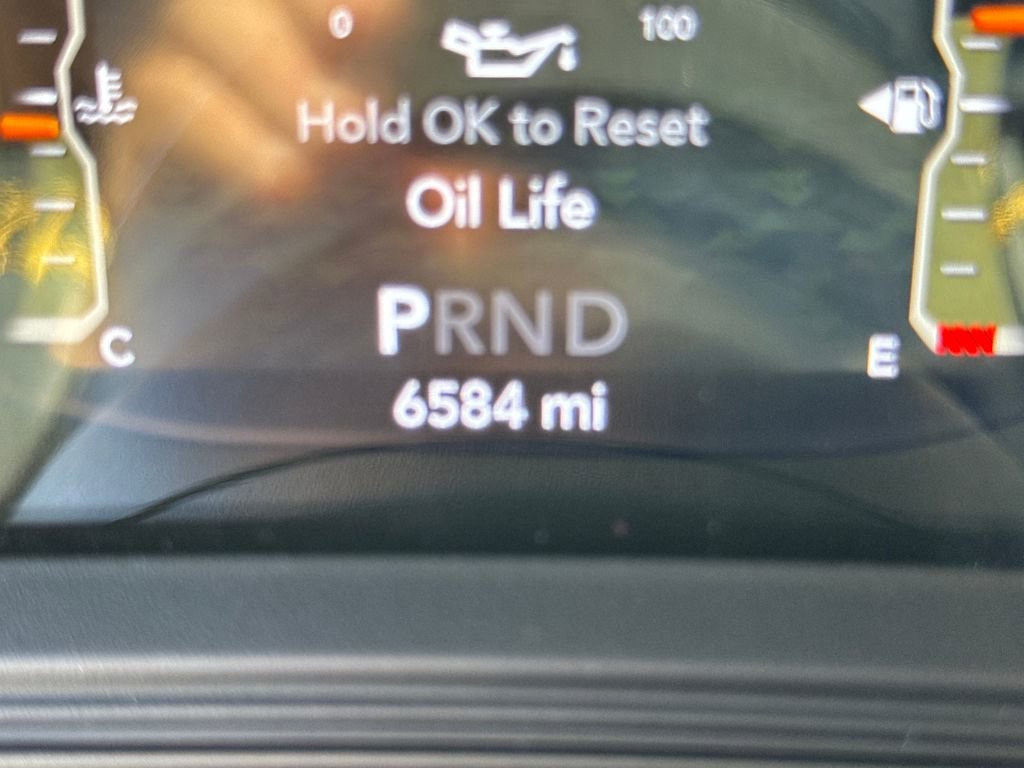 0 100
Hold OK to Reset
Oil Life
PRND
C E
6584 mi